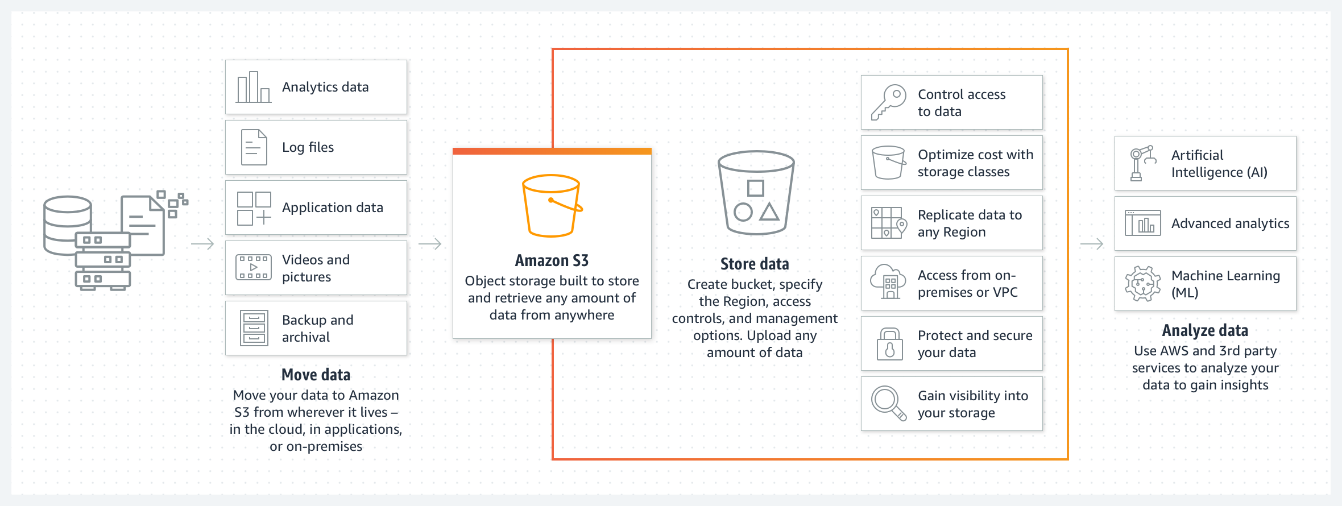 Analytics data
Log files
Application data
Videos and
pictures
Backup and
archival
Move data
Move your data to Amazon
S3 from wherever it lives –
in the cloud, in applications,
or on-premises
Amazon S3
Object storage built to store
and retrieve any amount of
data from anywhere
Store data
Create bucket, specify
the Region, access
controls, and management
options. Upload any
amount of data
Control access
to data
Optimize cost with
storage classes
Replicate data to
any Region
Access from on-
premises or VPC
Protect and secure
your data
Gain visibility into
your storage
Artificial
Intelligence (AI)
Advanced analytics
Machine Learning
(ML)
Analyze data
Use AWS and 3rd party
services to analyze your
data to gain insights